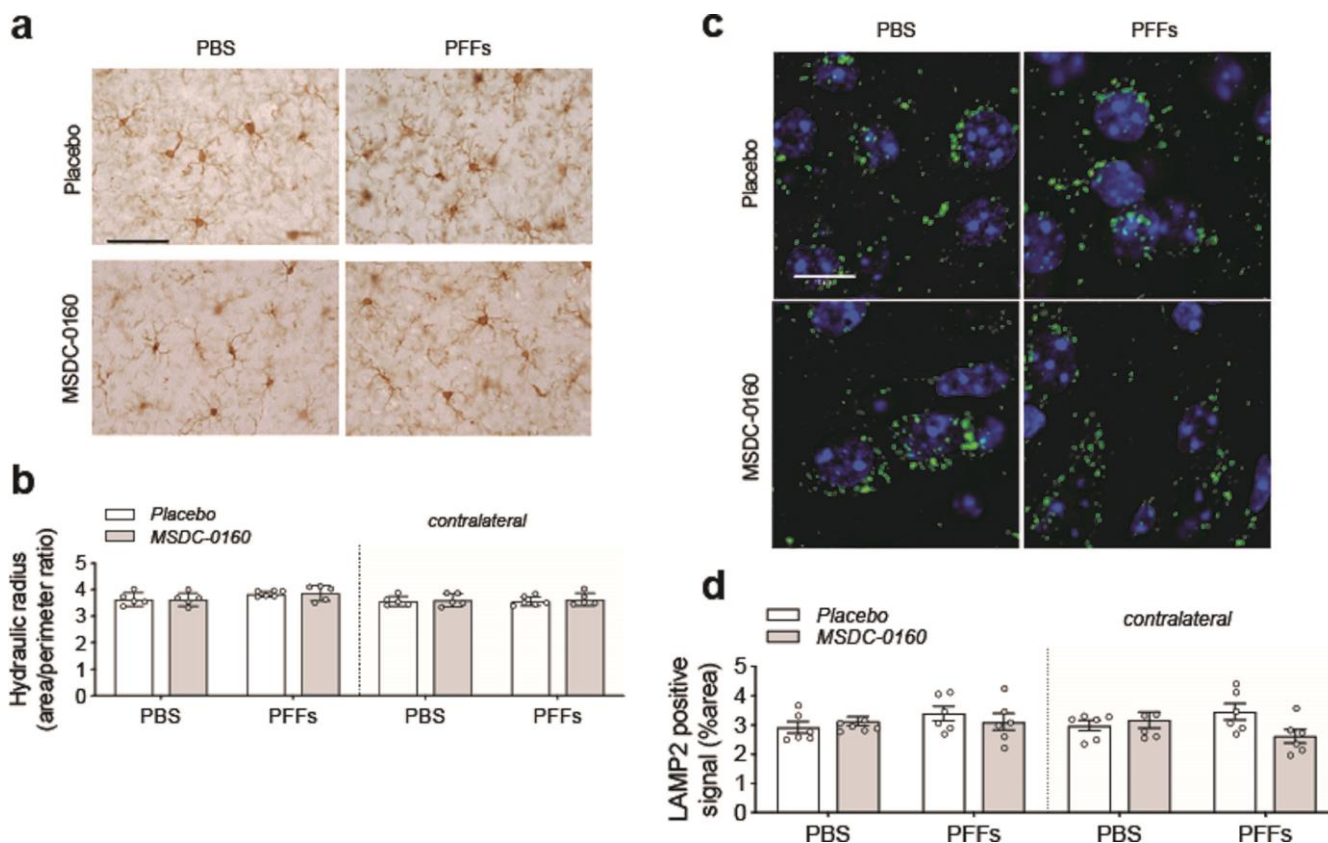 a
PBS
PFFs
Placebo
MSDC-0160
b
Placebo
MSDC-0160
contralateral
Hydraulic radius
(area/perimeter ratio)
5
4
3
2
1
0
PBS
PFFs
PBS
PFFs
c
PBS
PFFs
Placebo
MSDC-0160
d
Placebo
MSDC-0160
contralateral
LAMP2 positive
signal (%area)
5
4
3
2
1
0
PBS
PFFs
PBS
PFFs